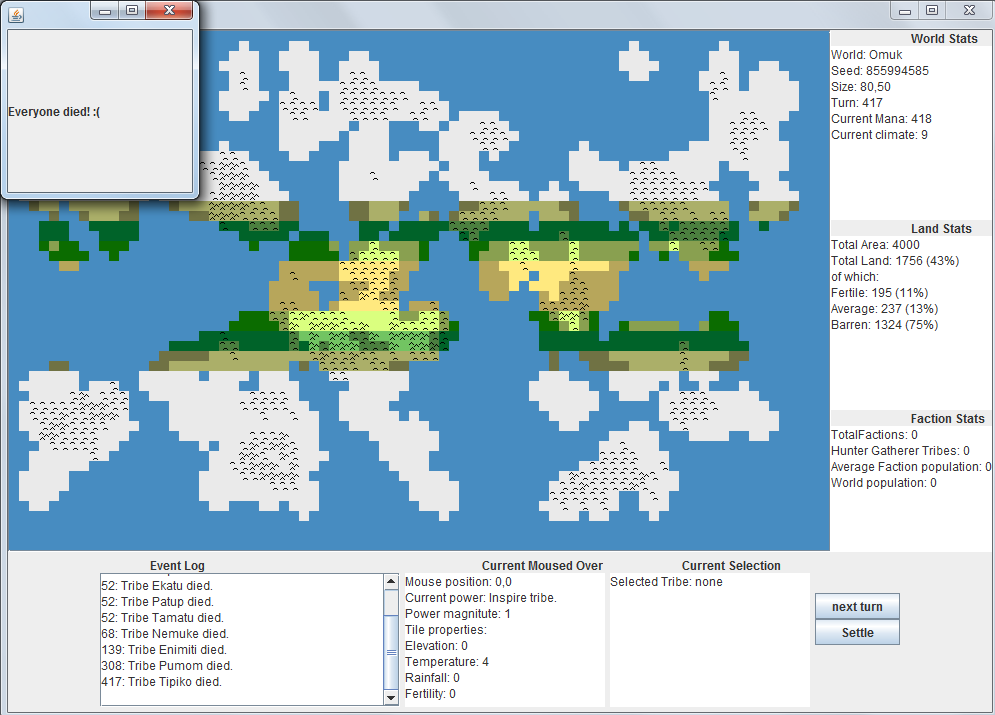 Everyone died! :(
World Stats
World: Omuk
Seed: 855994585
Size: 80,50
Turn: 417
Current Mana: 418
Current climate: 9
Land Stats
Total Area: 4000
Total Land: 1756 (43%)
of which:
Fertile: 195 (11%)
Average: 237 (13%)
Barren: 1324 (75%)
Faction Stats
TotalFactions: 0
Hunter Gatherer Tribes: 0
Average Faction population: 0
World population: 0
Event Log
52: Tribe Ekatu died.
52: Tribe Patup died.
52: Tribe Tamatu died.
68: Tribe Nemuke died.
139: Tribe Enimiti died.
308: Tribe Pumom died.
417: Tribe Tipiko died.
Current Moused Over
Mouse position: 0,0
Current power: Inspire tribe.
Power magnitute: 1
Tile properties:
Elevation: 0
Temperature: 4
Rainfall: 0
Fertility: 0
Current Selection
Selected Tribe: none
next turn
Settle